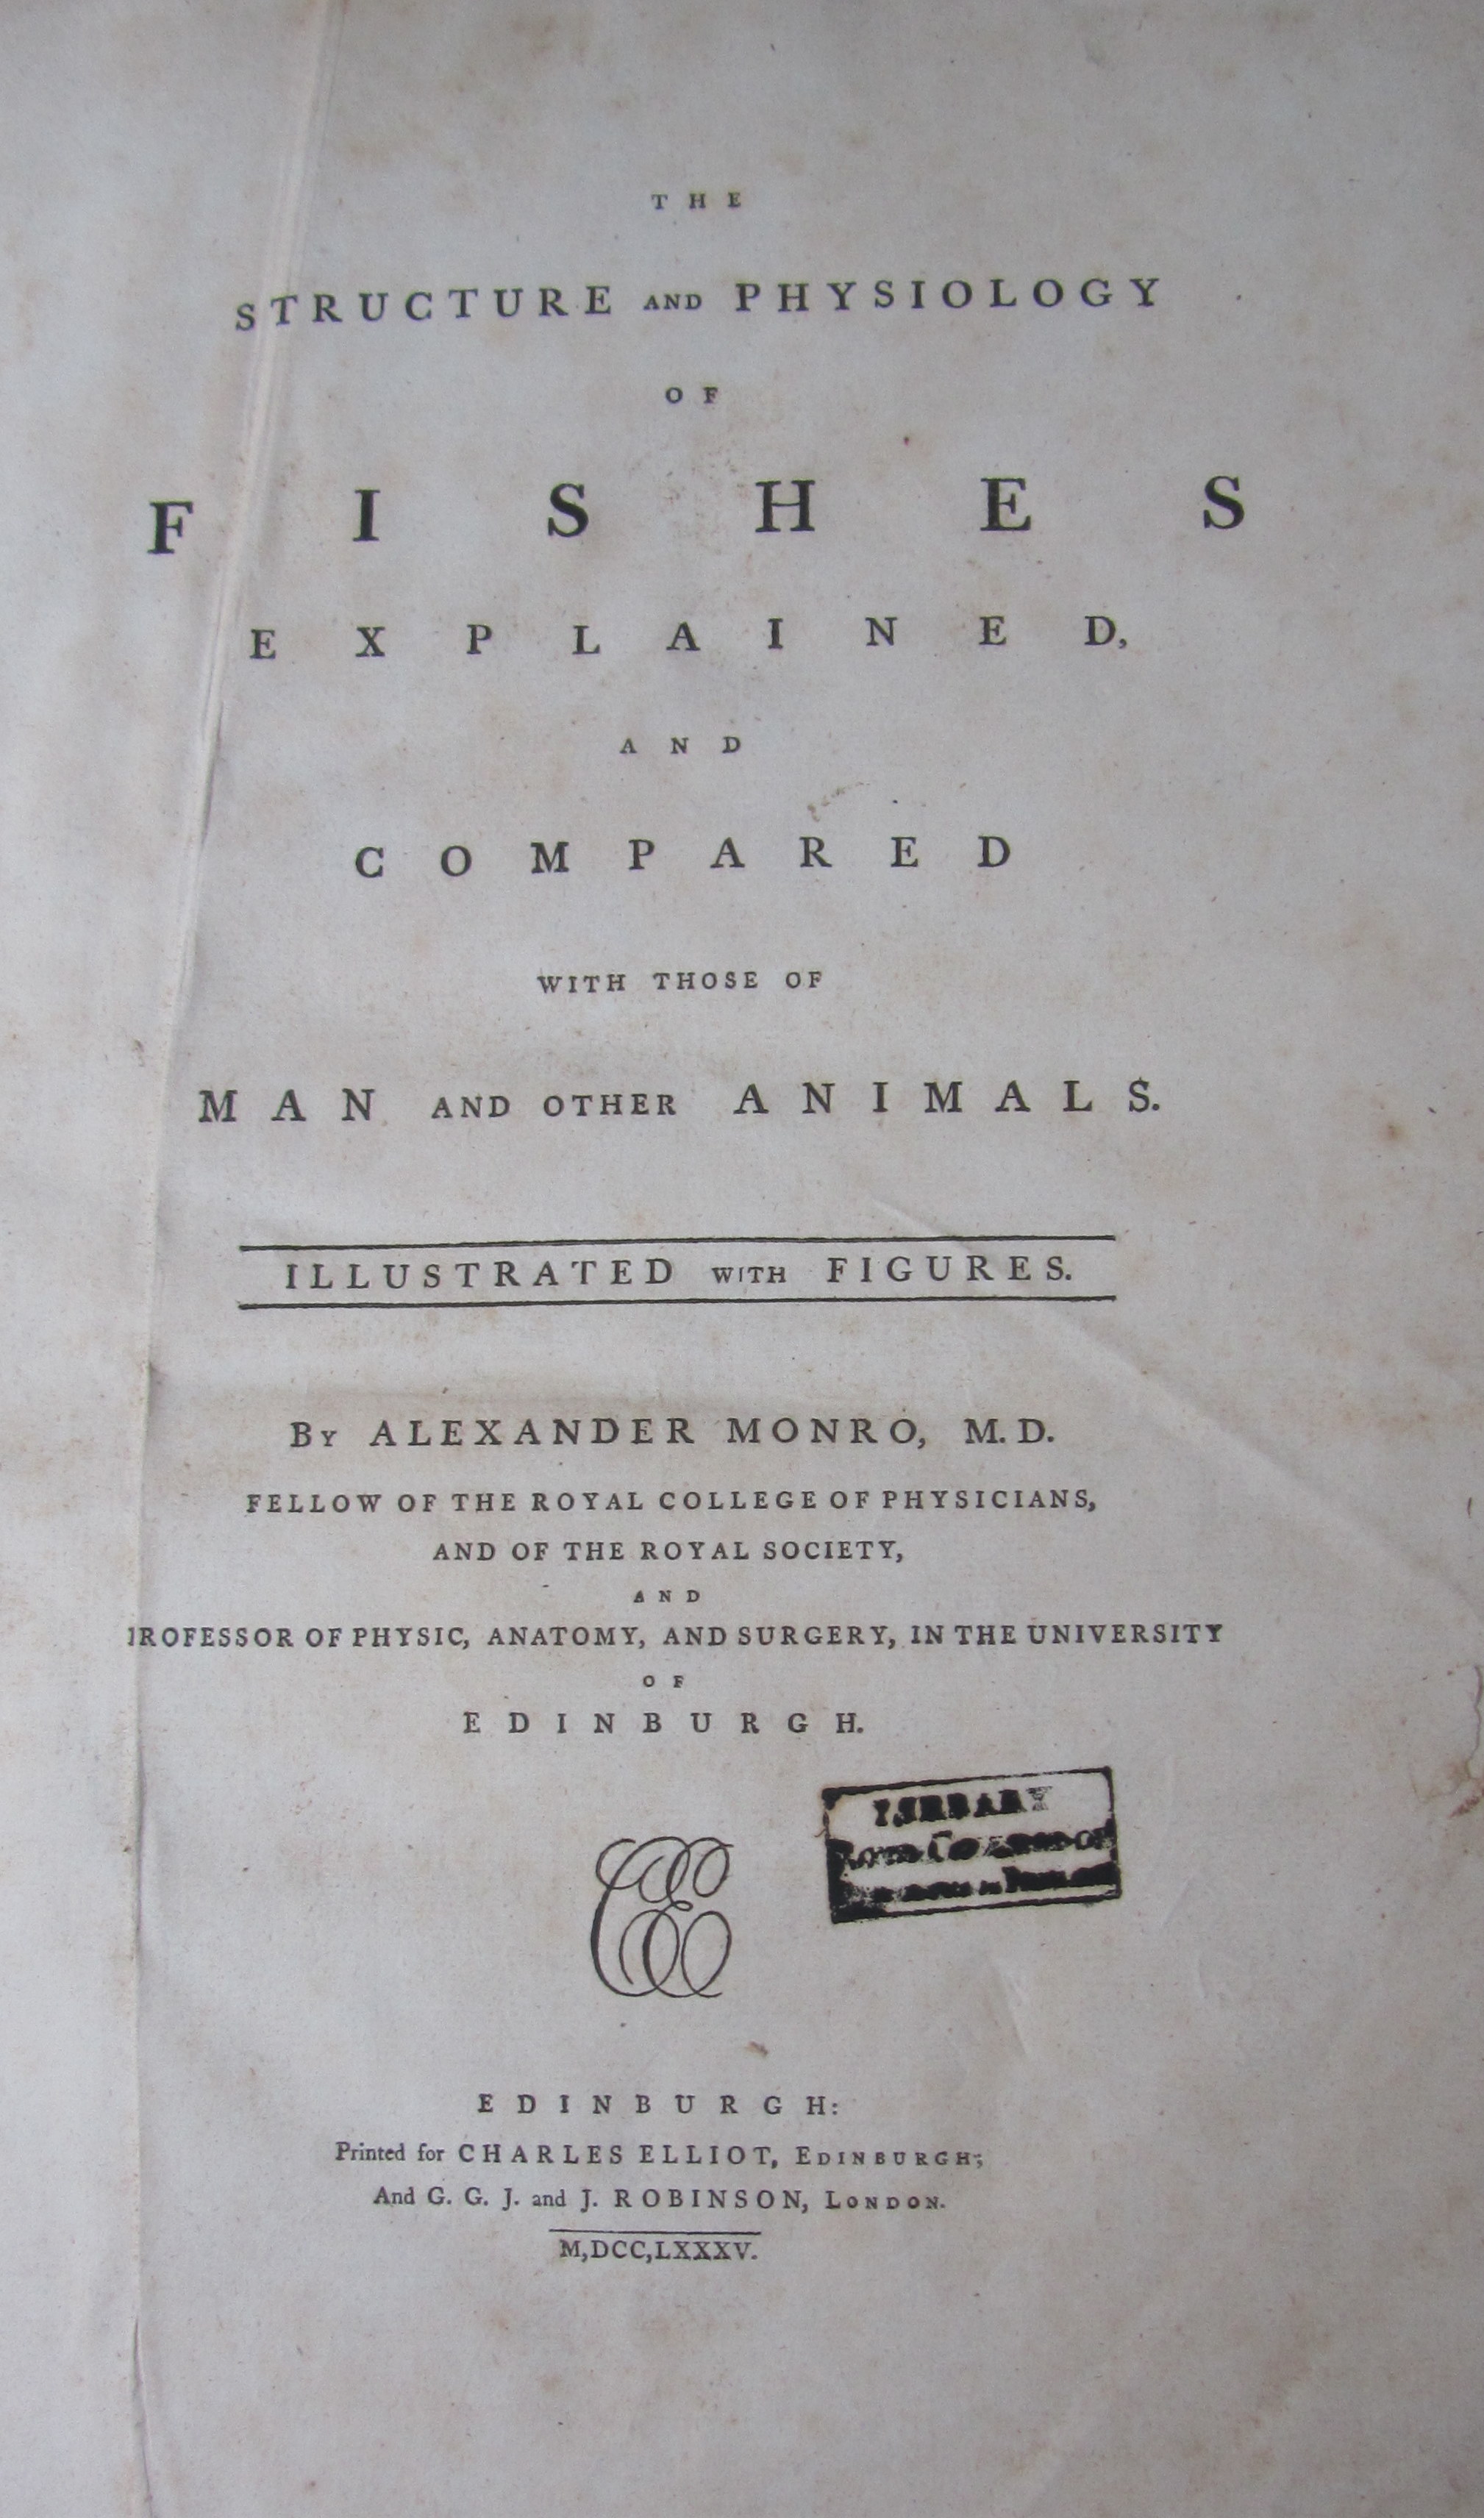 THE
STRUCTURE AND PHYSIOLOGY
OF
FISHES
EXPLAINED,
AND
COMPARED
WITH THOSE OF
MAN AND OTHER ANIMALS.
ILLUSTRATED WITH FIGURES.
By ALEXANDER MONRO, M.D.
FELLOW OF THE ROYAL COLLEGE OF PHYSICIANS,
AND OF THE ROYAL SOCIETY,
AND
PROFESSOR OF PHYSIC, ANATOMY, AND SURGERY, IN THE UNIVERSITY
OF
EDINBURGH.
LIBRARY
CE
EDINBURGH:
Printed for CHARLES ELLIOT, EDINBURGH;
And G. G. J. and J. ROBINSON, LONDON.
M,DCC,LXXXV.